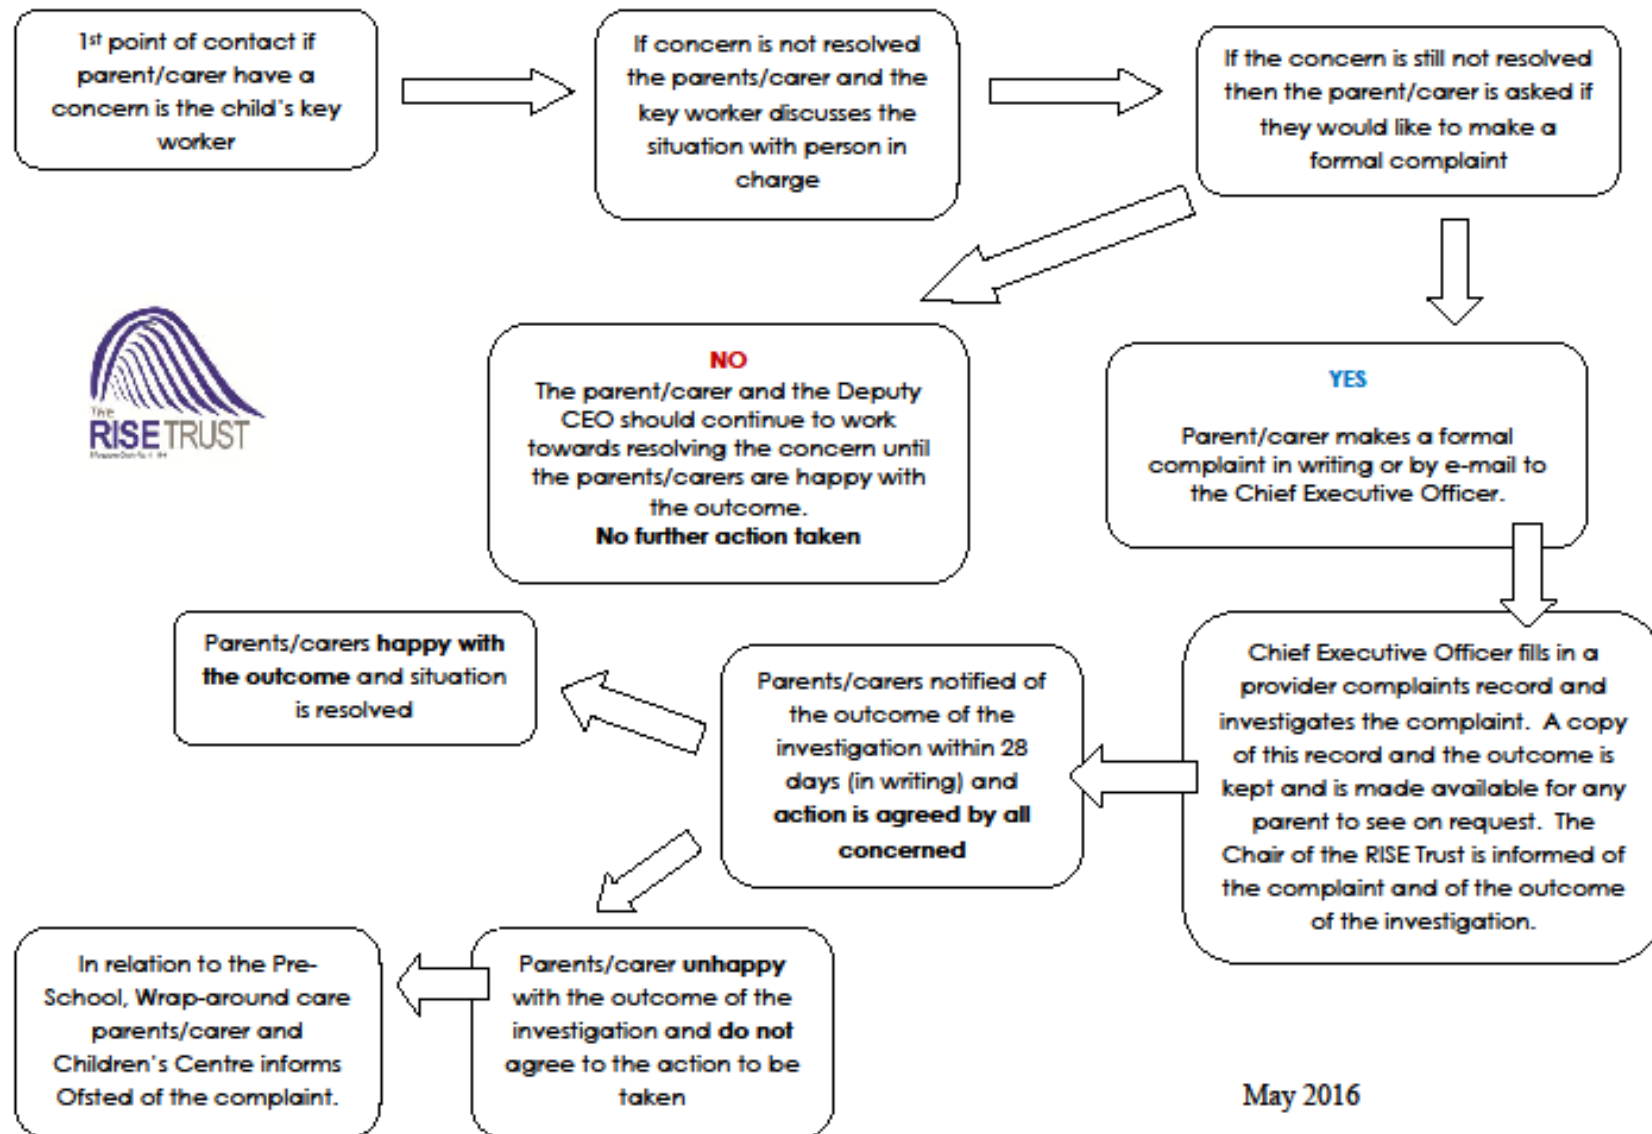 1st point of contact if
parent/carer have a
concern is the child's key
worker
If concern is not resolved
the parents/carer and the
key worker discusses the
situation with person in
charge
If the concern is still not resolved
then the parent/carer is asked if
they would like to make a
formal complaint
NO
The parent/carer and the Deputy
CEO should continue to work
towards resolving the concern until
the parents/carers are happy with
the outcome.
No further action taken
YES
Parent/carer makes a formal
complaint in writing or by e-mail to
the Chief Executive Officer.
THE
RISE TRUST
Parents/carers happy with
the outcome and situation
is resolved
Parents/carers notified of
the outcome of the
investigation within 28
days (in writing) and
action is agreed by all
concerned
Chief Executive Officer fills in a
provider complaints record and
investigates the complaint. A copy
of this record and the outcome is
kept and is made available for any
parent to see on request. The
Chair of the RISE Trust is informed of
the complaint and of the outcome
of the investigation.
In relation to the Pre-
School, Wrap-around care
parents/carer and
Children's Centre informs
Ofsted of the complaint.
Parents/carer unhappy
with the outcome of the
investigation and do not
agree to the action to be
taken
May 2016